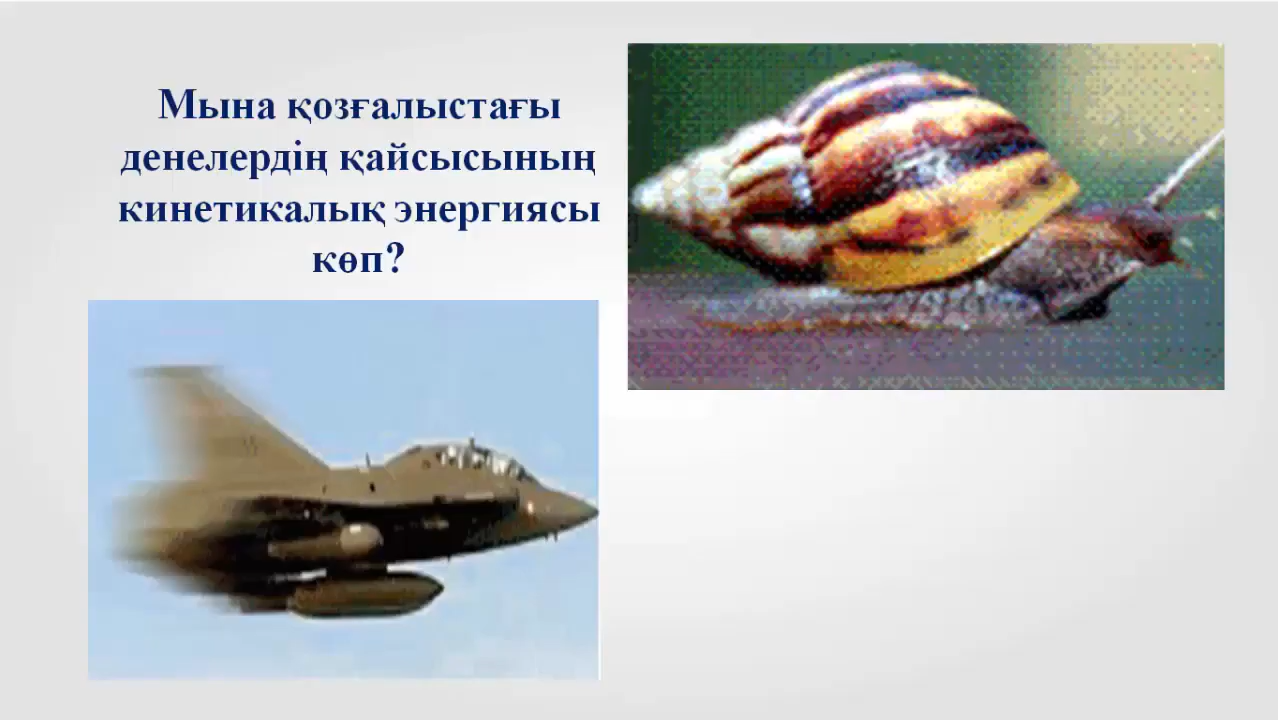 Мына қозғалыстағы
денелердің қайсысының
кинетикалық энергиясы
көп?